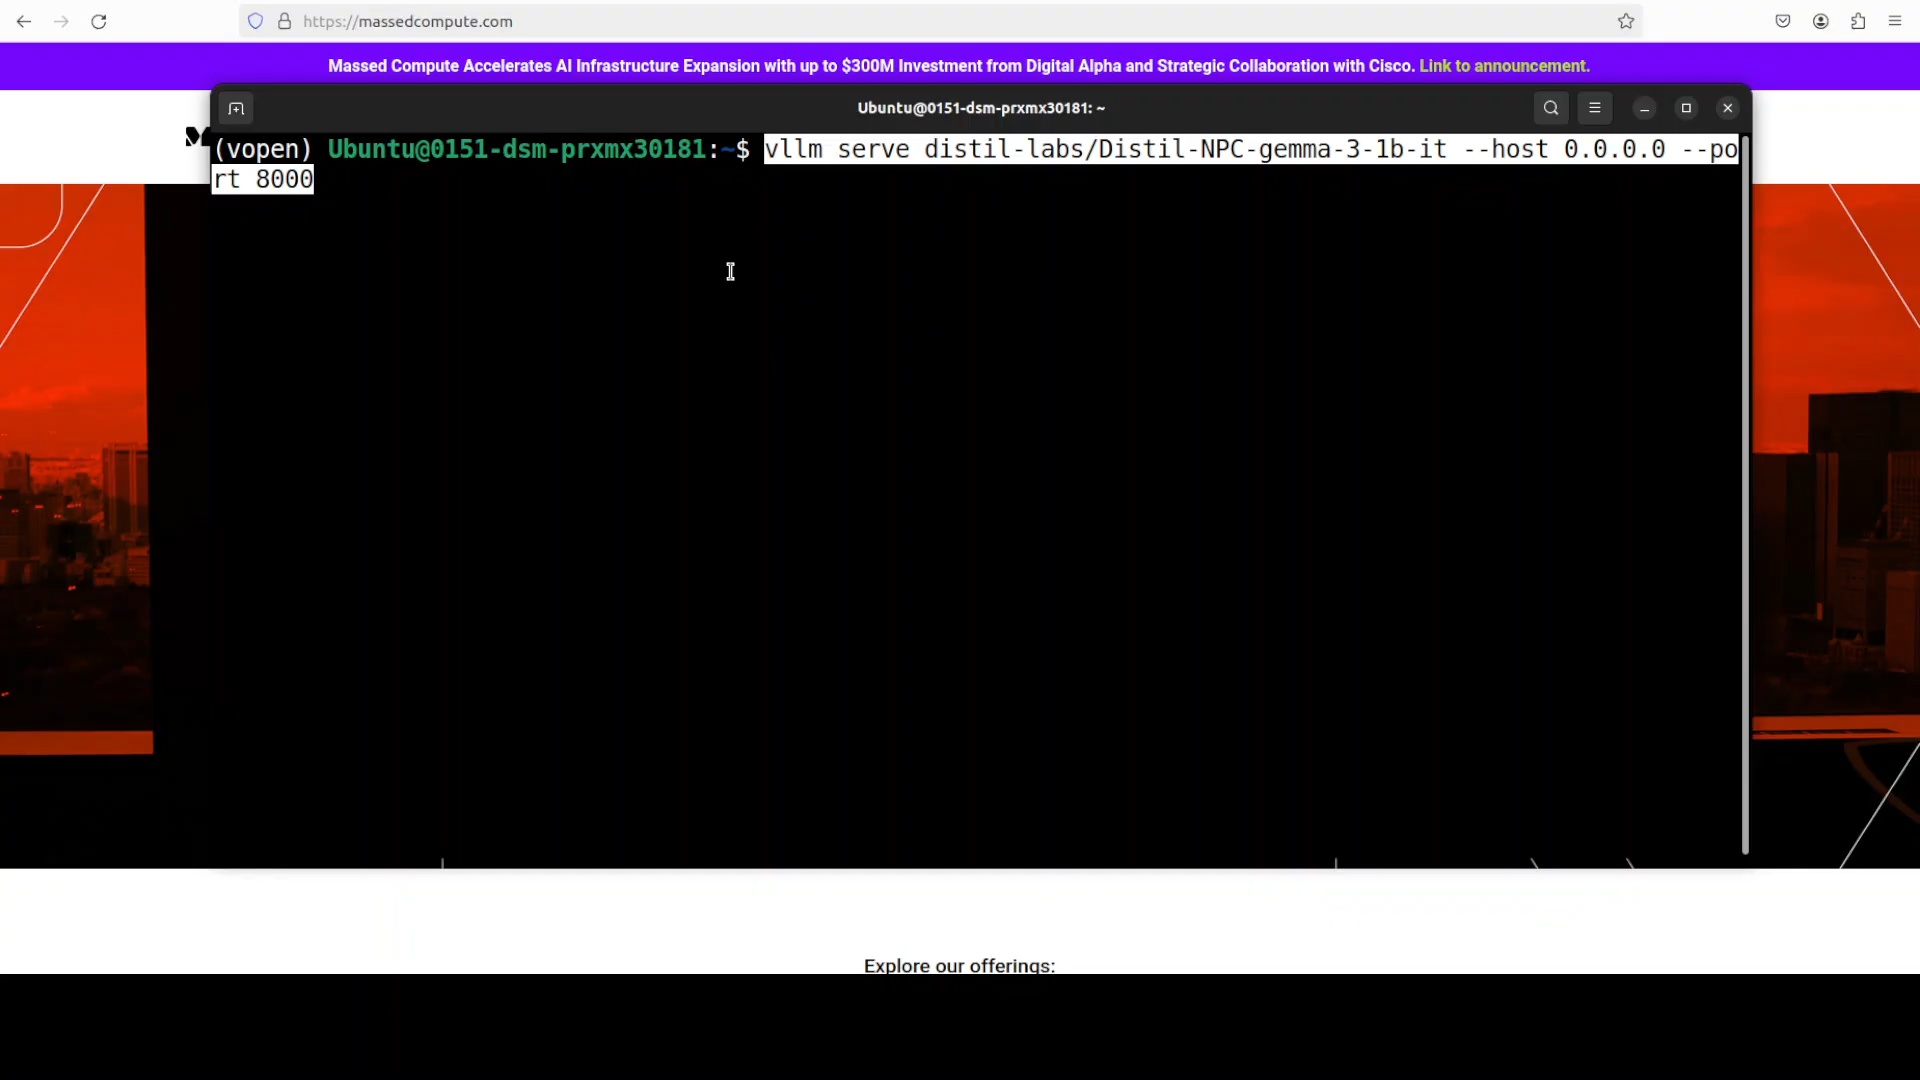 https://massedcompute.com
Massed Compute Accelerates AI Infrastructure Expansion with up to $300M Investment from Digital Alpha and Strategic Collaboration with Cisco. Link to announcement.
Ubuntu@0151-dsm-prxmx30181: ~
(vopen) Ubuntu@0151-dsm-prxmx30181:~$ vllm serve distil-labs/Distil-NPC-gemma-3-1b-it --host 0.0.0.0 --po
rt 8000
Explore our offerings: